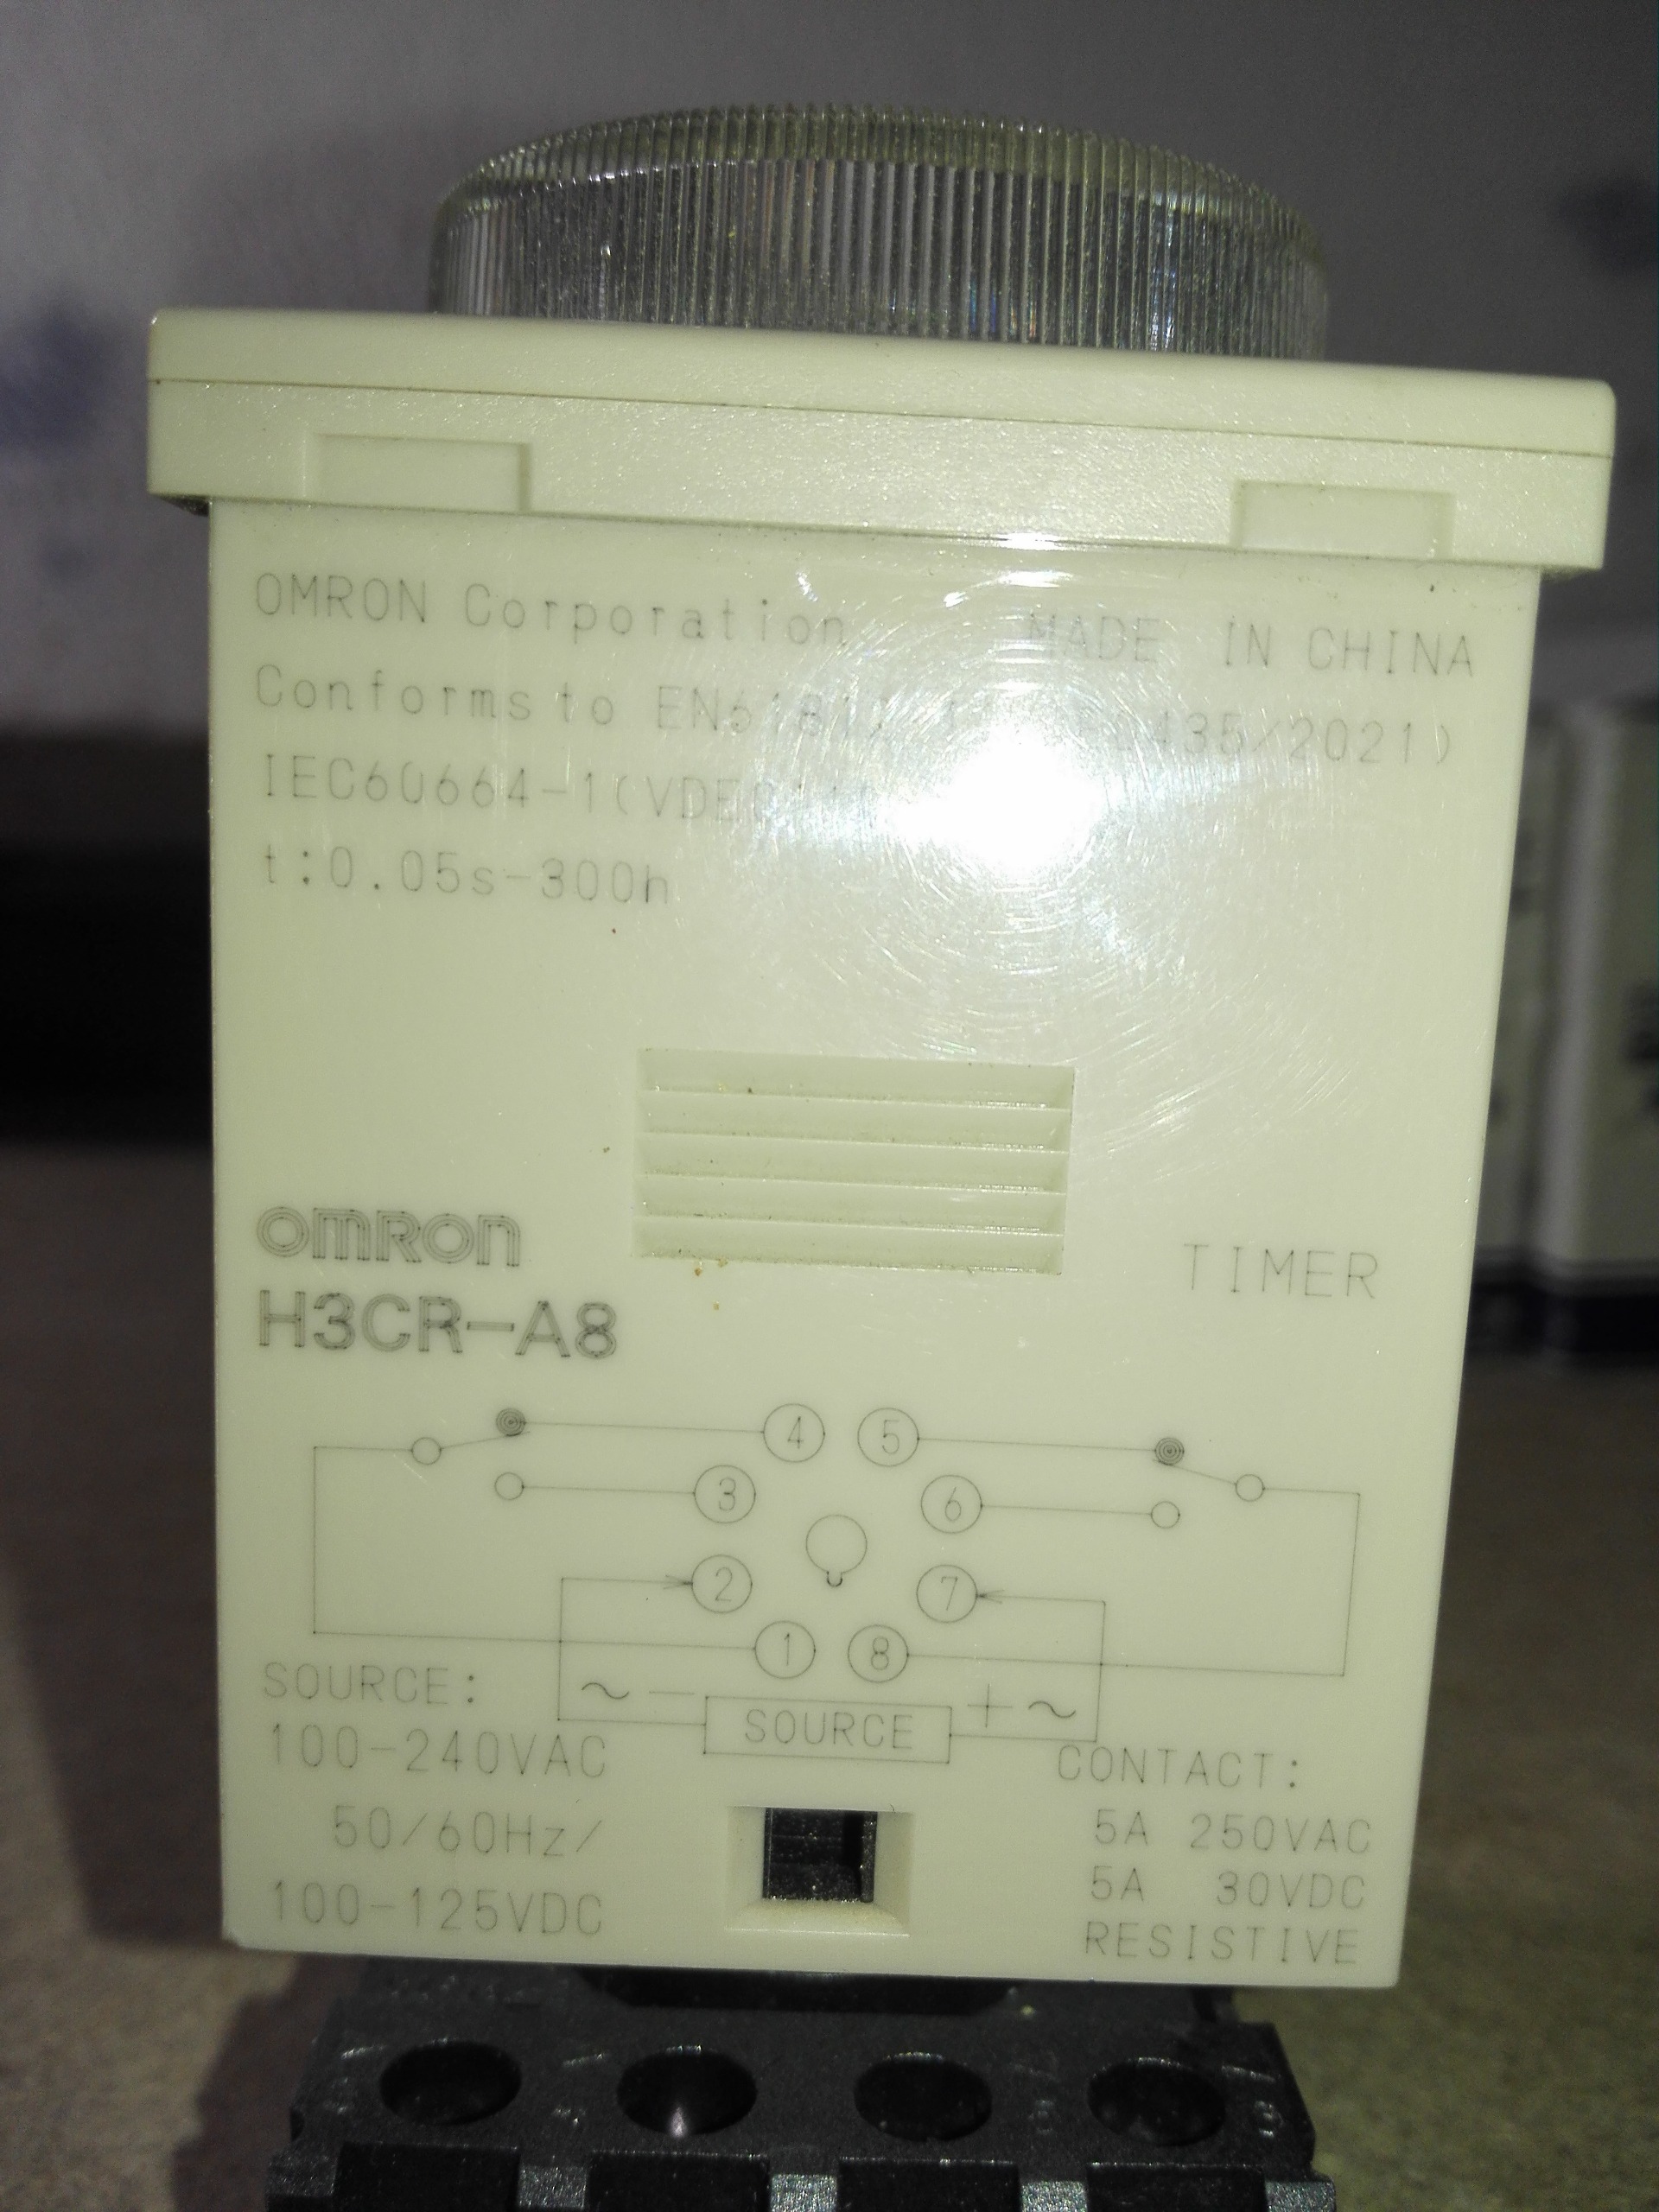 OMRON Corporation MADE IN CHINA
Conforms to 435/2021)
IEC60664-1
t:0.05s-300h
omron
TIMER
H3CR-A8
4 5
3 6
2 7
1 8
SOURCE:
~ − + ~
SOURCE
100-240VAC
CONTACT:
50/60Hz/
5A 250VAC
100-125VDC
5A 30VDC
RESISTIVE